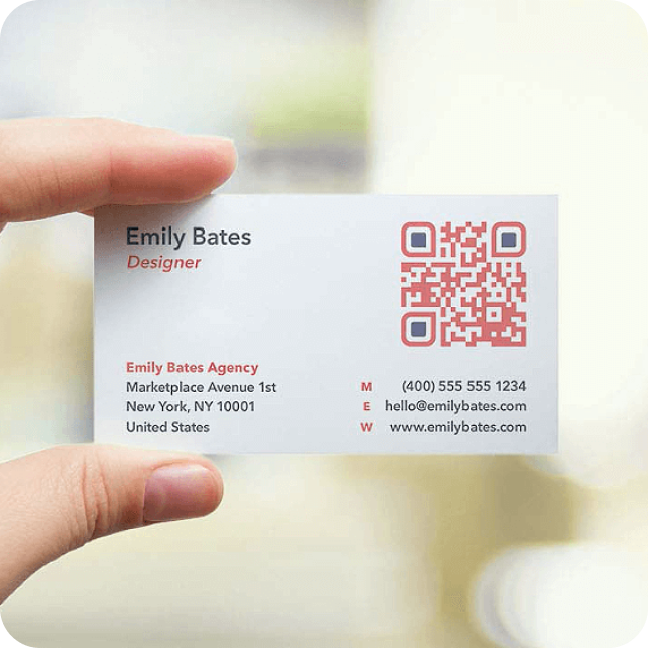 Emily Bates
Designer
Emily Bates Agency
Marketplace Avenue 1st
New York, NY 10001
United States
M (400) 555 555 1234
E hello@emilybates.com
W www.emilybates.com